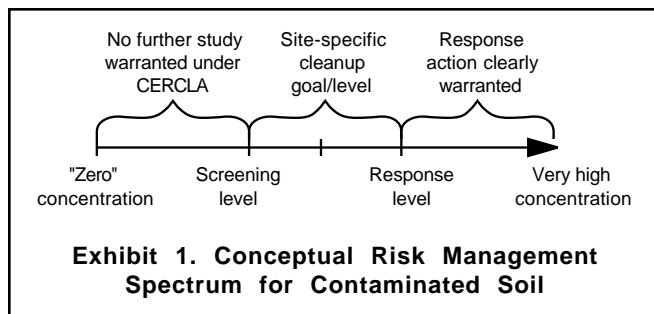 No further study
warranted under
CERCLA
Site-specific
cleanup
goal/level
Response
action clearly
warranted
"Zero"
concentration
Screening
level
Response
level
Very high
concentration
Exhibit 1. Conceptual Risk Management
Spectrum for Contaminated Soil